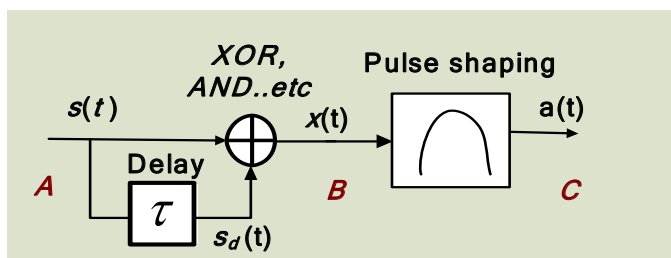 XOR,
AND..etc
Pulse shaping
s(t)
x(t)
a(t)
Delay
A
τ
B
C
s_d(t)